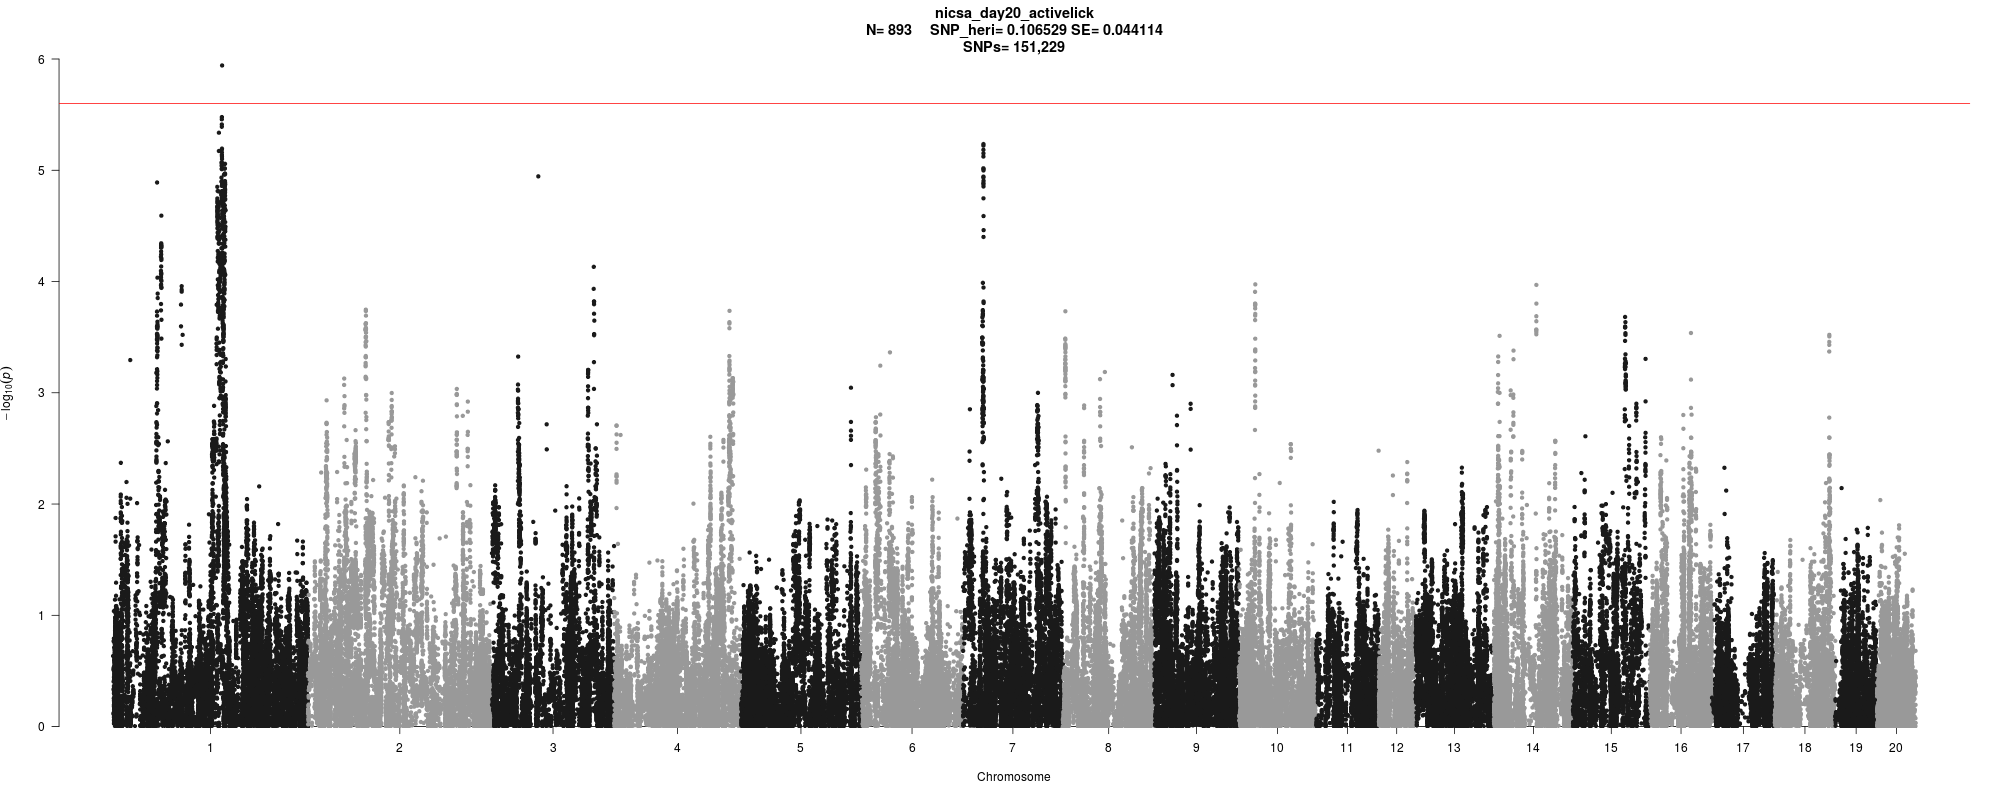 nicsa_day20_activelick
N= 893 SNP_heri= 0.106529 SE= 0.044114
SNPs= 151,229
6
5
4
3
2
1
0
−log10(p)
1 2 3 4 5 6 7 8 9 10 11 12 13 14 15 16 17 18 19 20
Chromosome